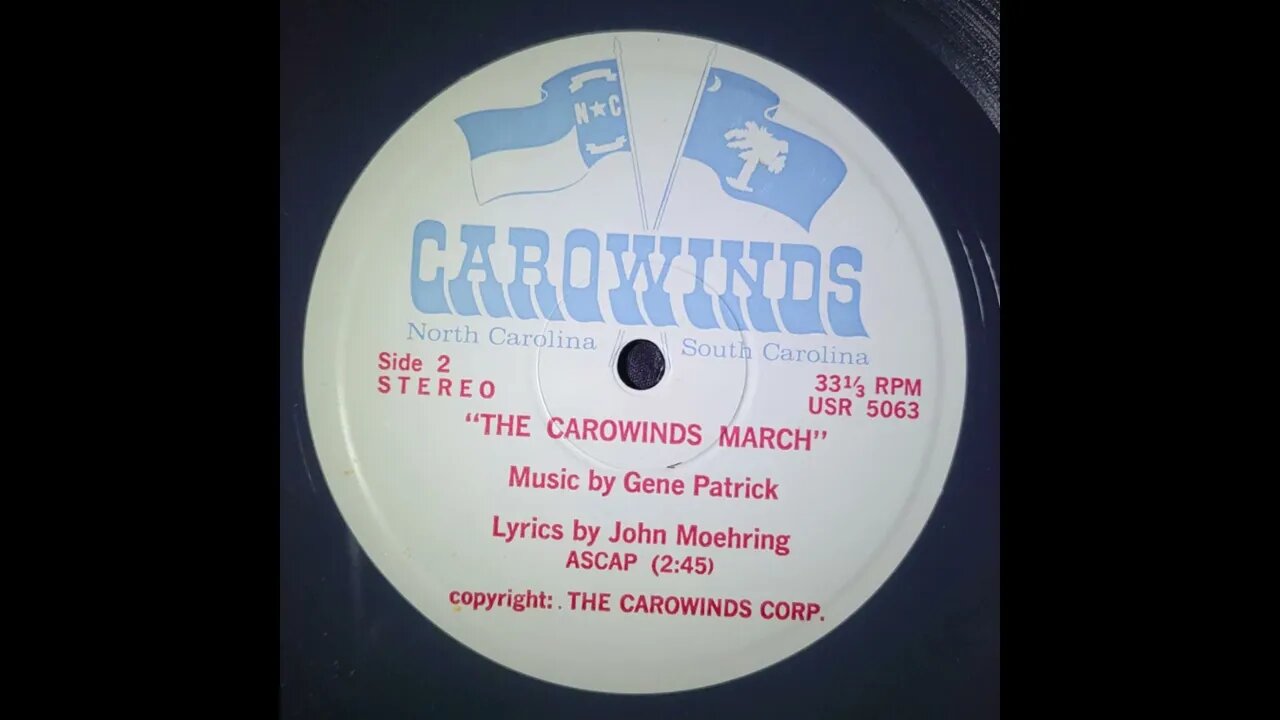 N★C
CAROWINDS
North Carolina South Carolina
Side 2 33⅓ RPM
STEREO USR 5063
"THE CAROWINDS MARCH"
Music by Gene Patrick
Lyrics by John Moehring
ASCAP (2:45)
copyright: . THE CAROWINDS CORP.